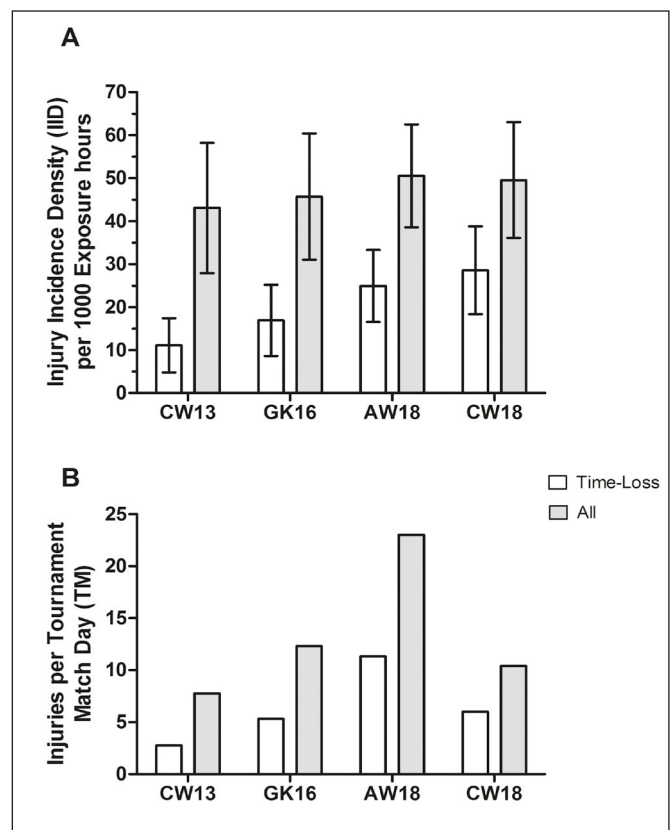 A
Injury Incidence Density (IID)
per 1000 Exposure hours
70
60
50
40
30
20
10
0
CW13 GK16 AW18 CW18
B
Injuries per Tournament
Match Day (TM)
25
20
15
10
5
0
CW13 GK16 AW18 CW18
Time-Loss
All